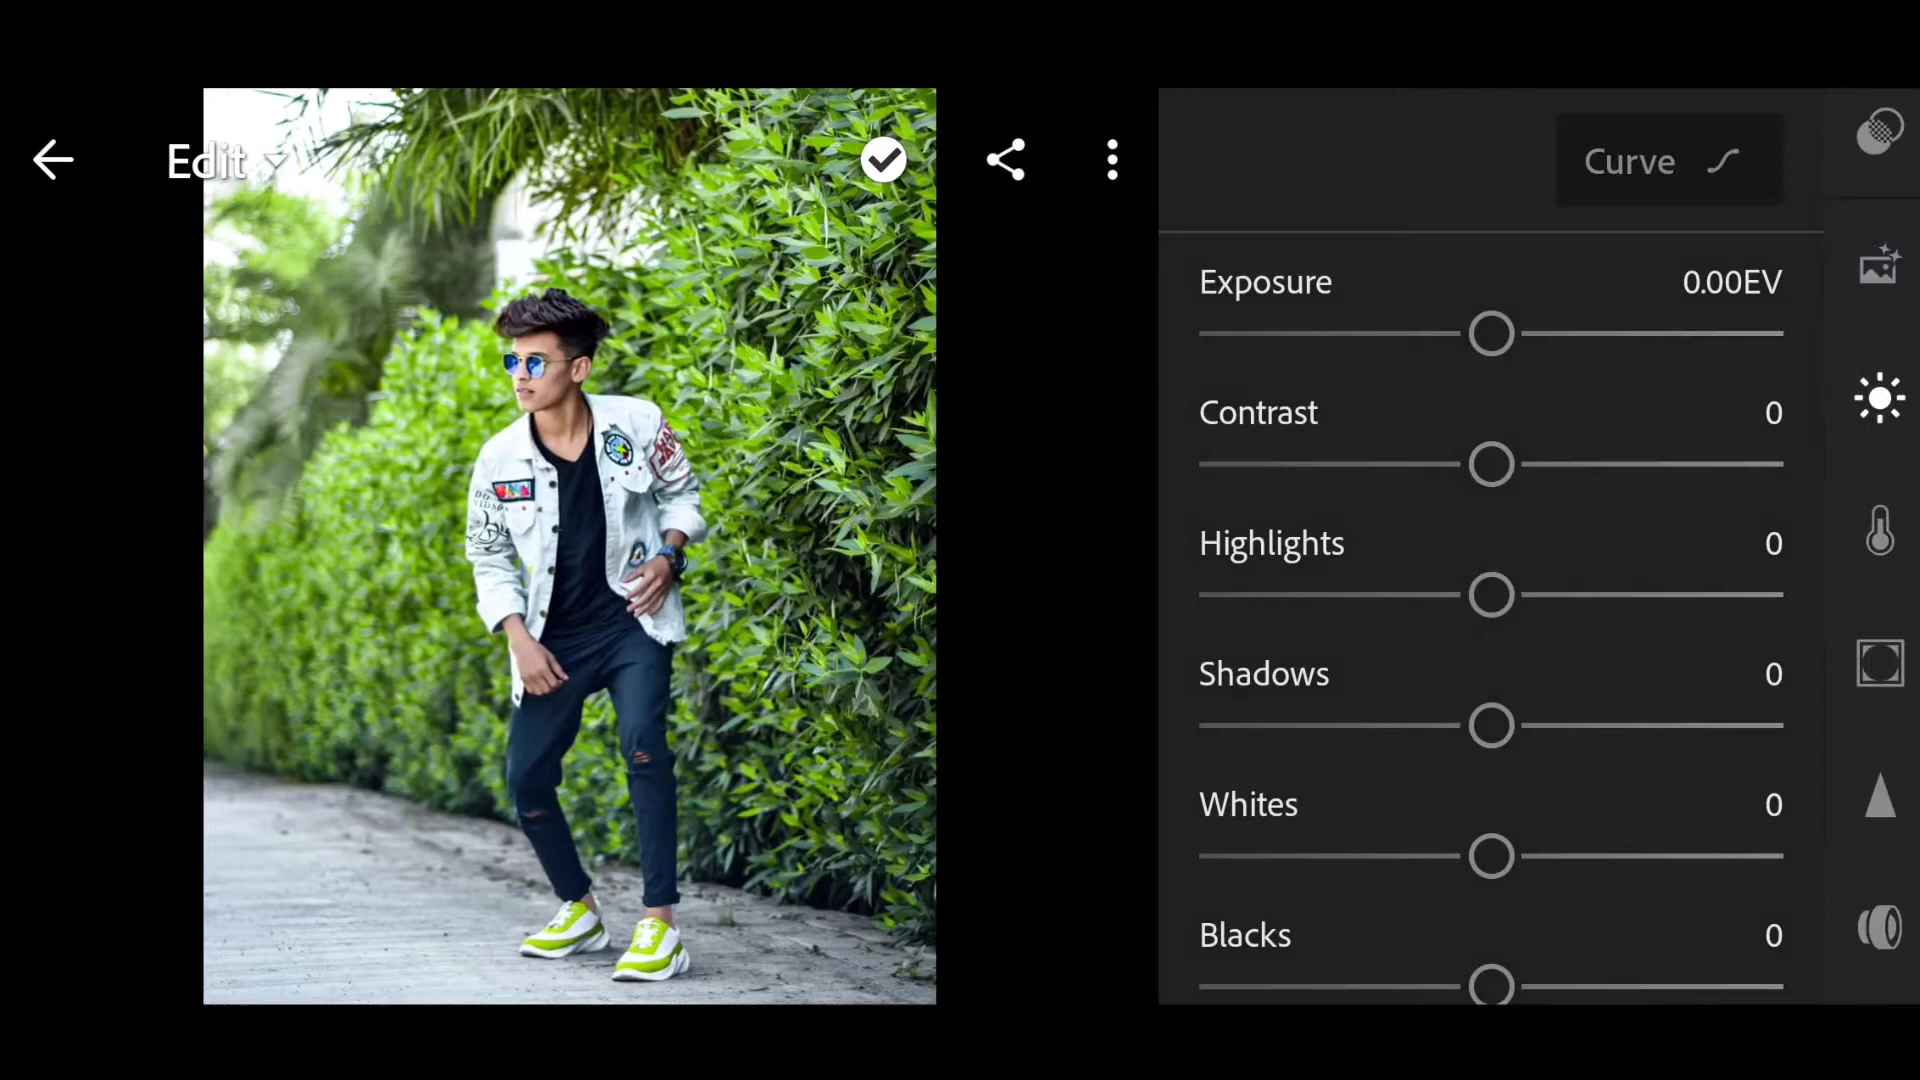 Edit
Curve
Exposure 0.00EV
Contrast 0
Highlights 0
Shadows 0
Whites 0
Blacks 0